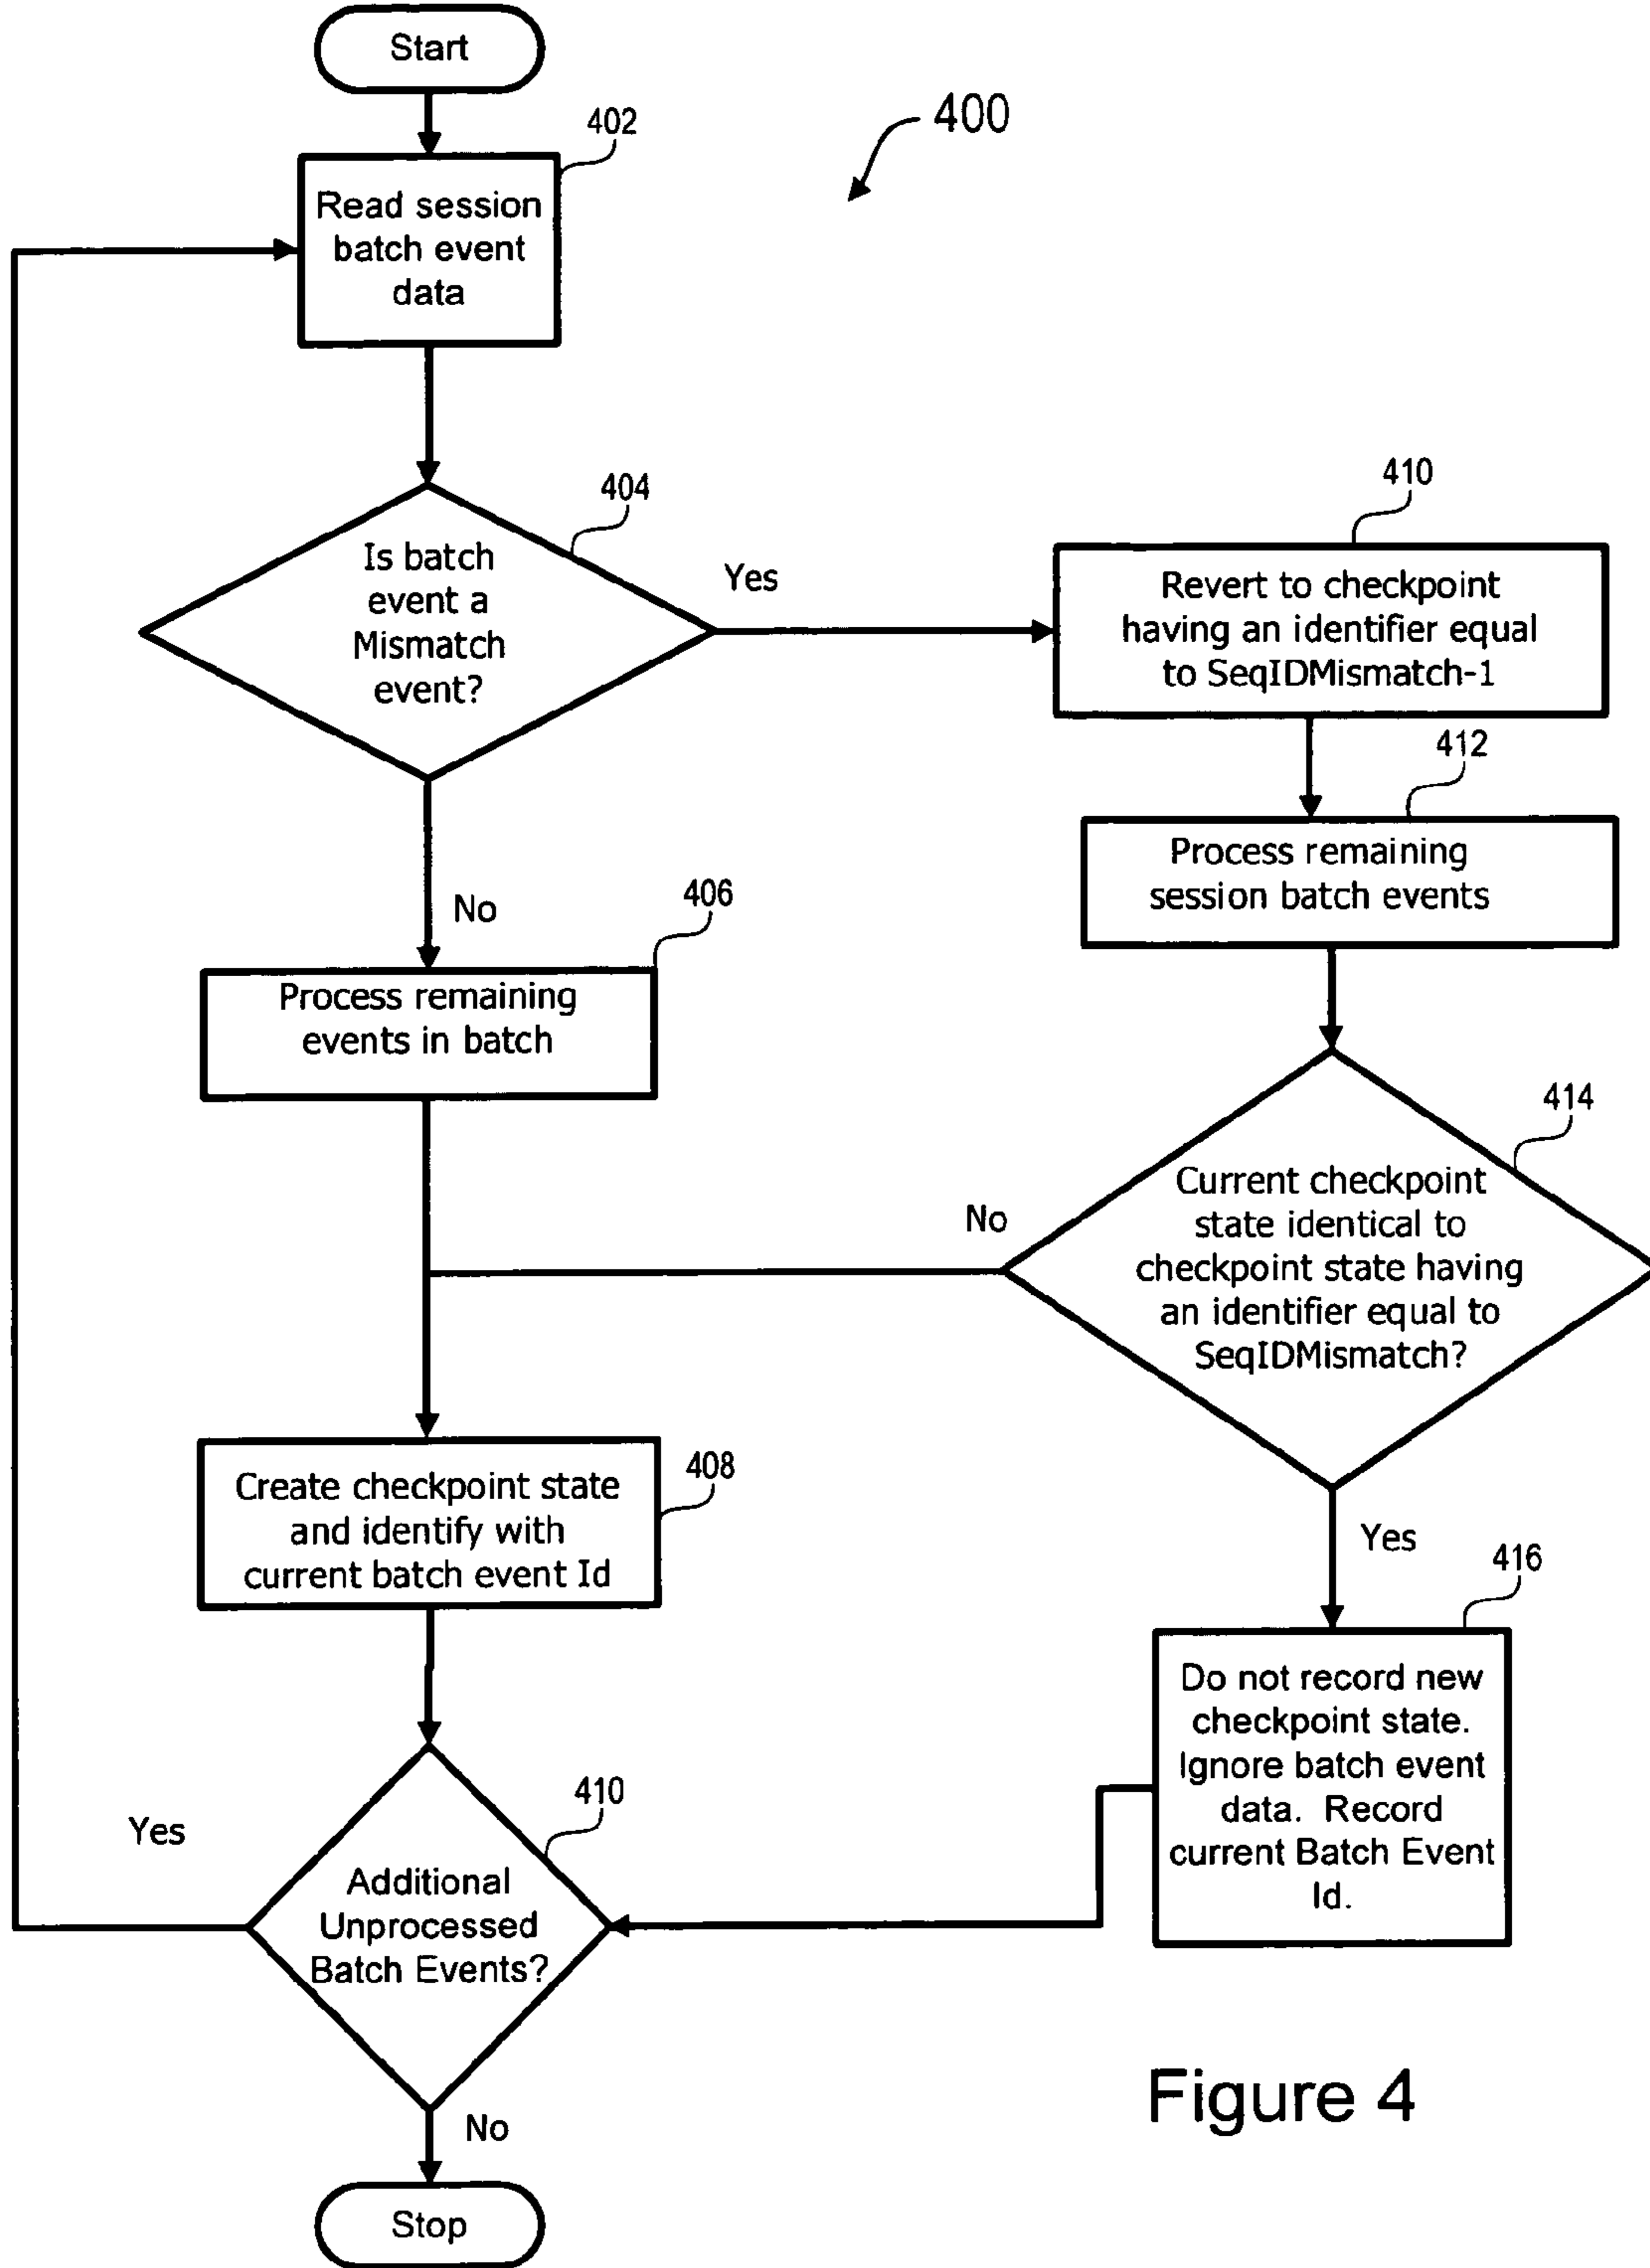 Start
400
402
Read session
batch event
data
404
Is batch
event a
Mismatch
event?
Yes
410
Revert to checkpoint
having an identifier equal
to SeqIDMismatch-1
412
Process remaining
session batch events
No
406
Process remaining
events in batch
414
Current checkpoint
state identical to
checkpoint state having
an identifier equal to
SeqIDMismatch?
No
408
Create checkpoint state
and identify with
current batch event Id
Yes
416
Do not record new
checkpoint state.
Ignore batch event
data. Record
current Batch Event
Id.
410
Yes
Additional
Unprocessed
Batch Events?
No
Stop
Figure 4